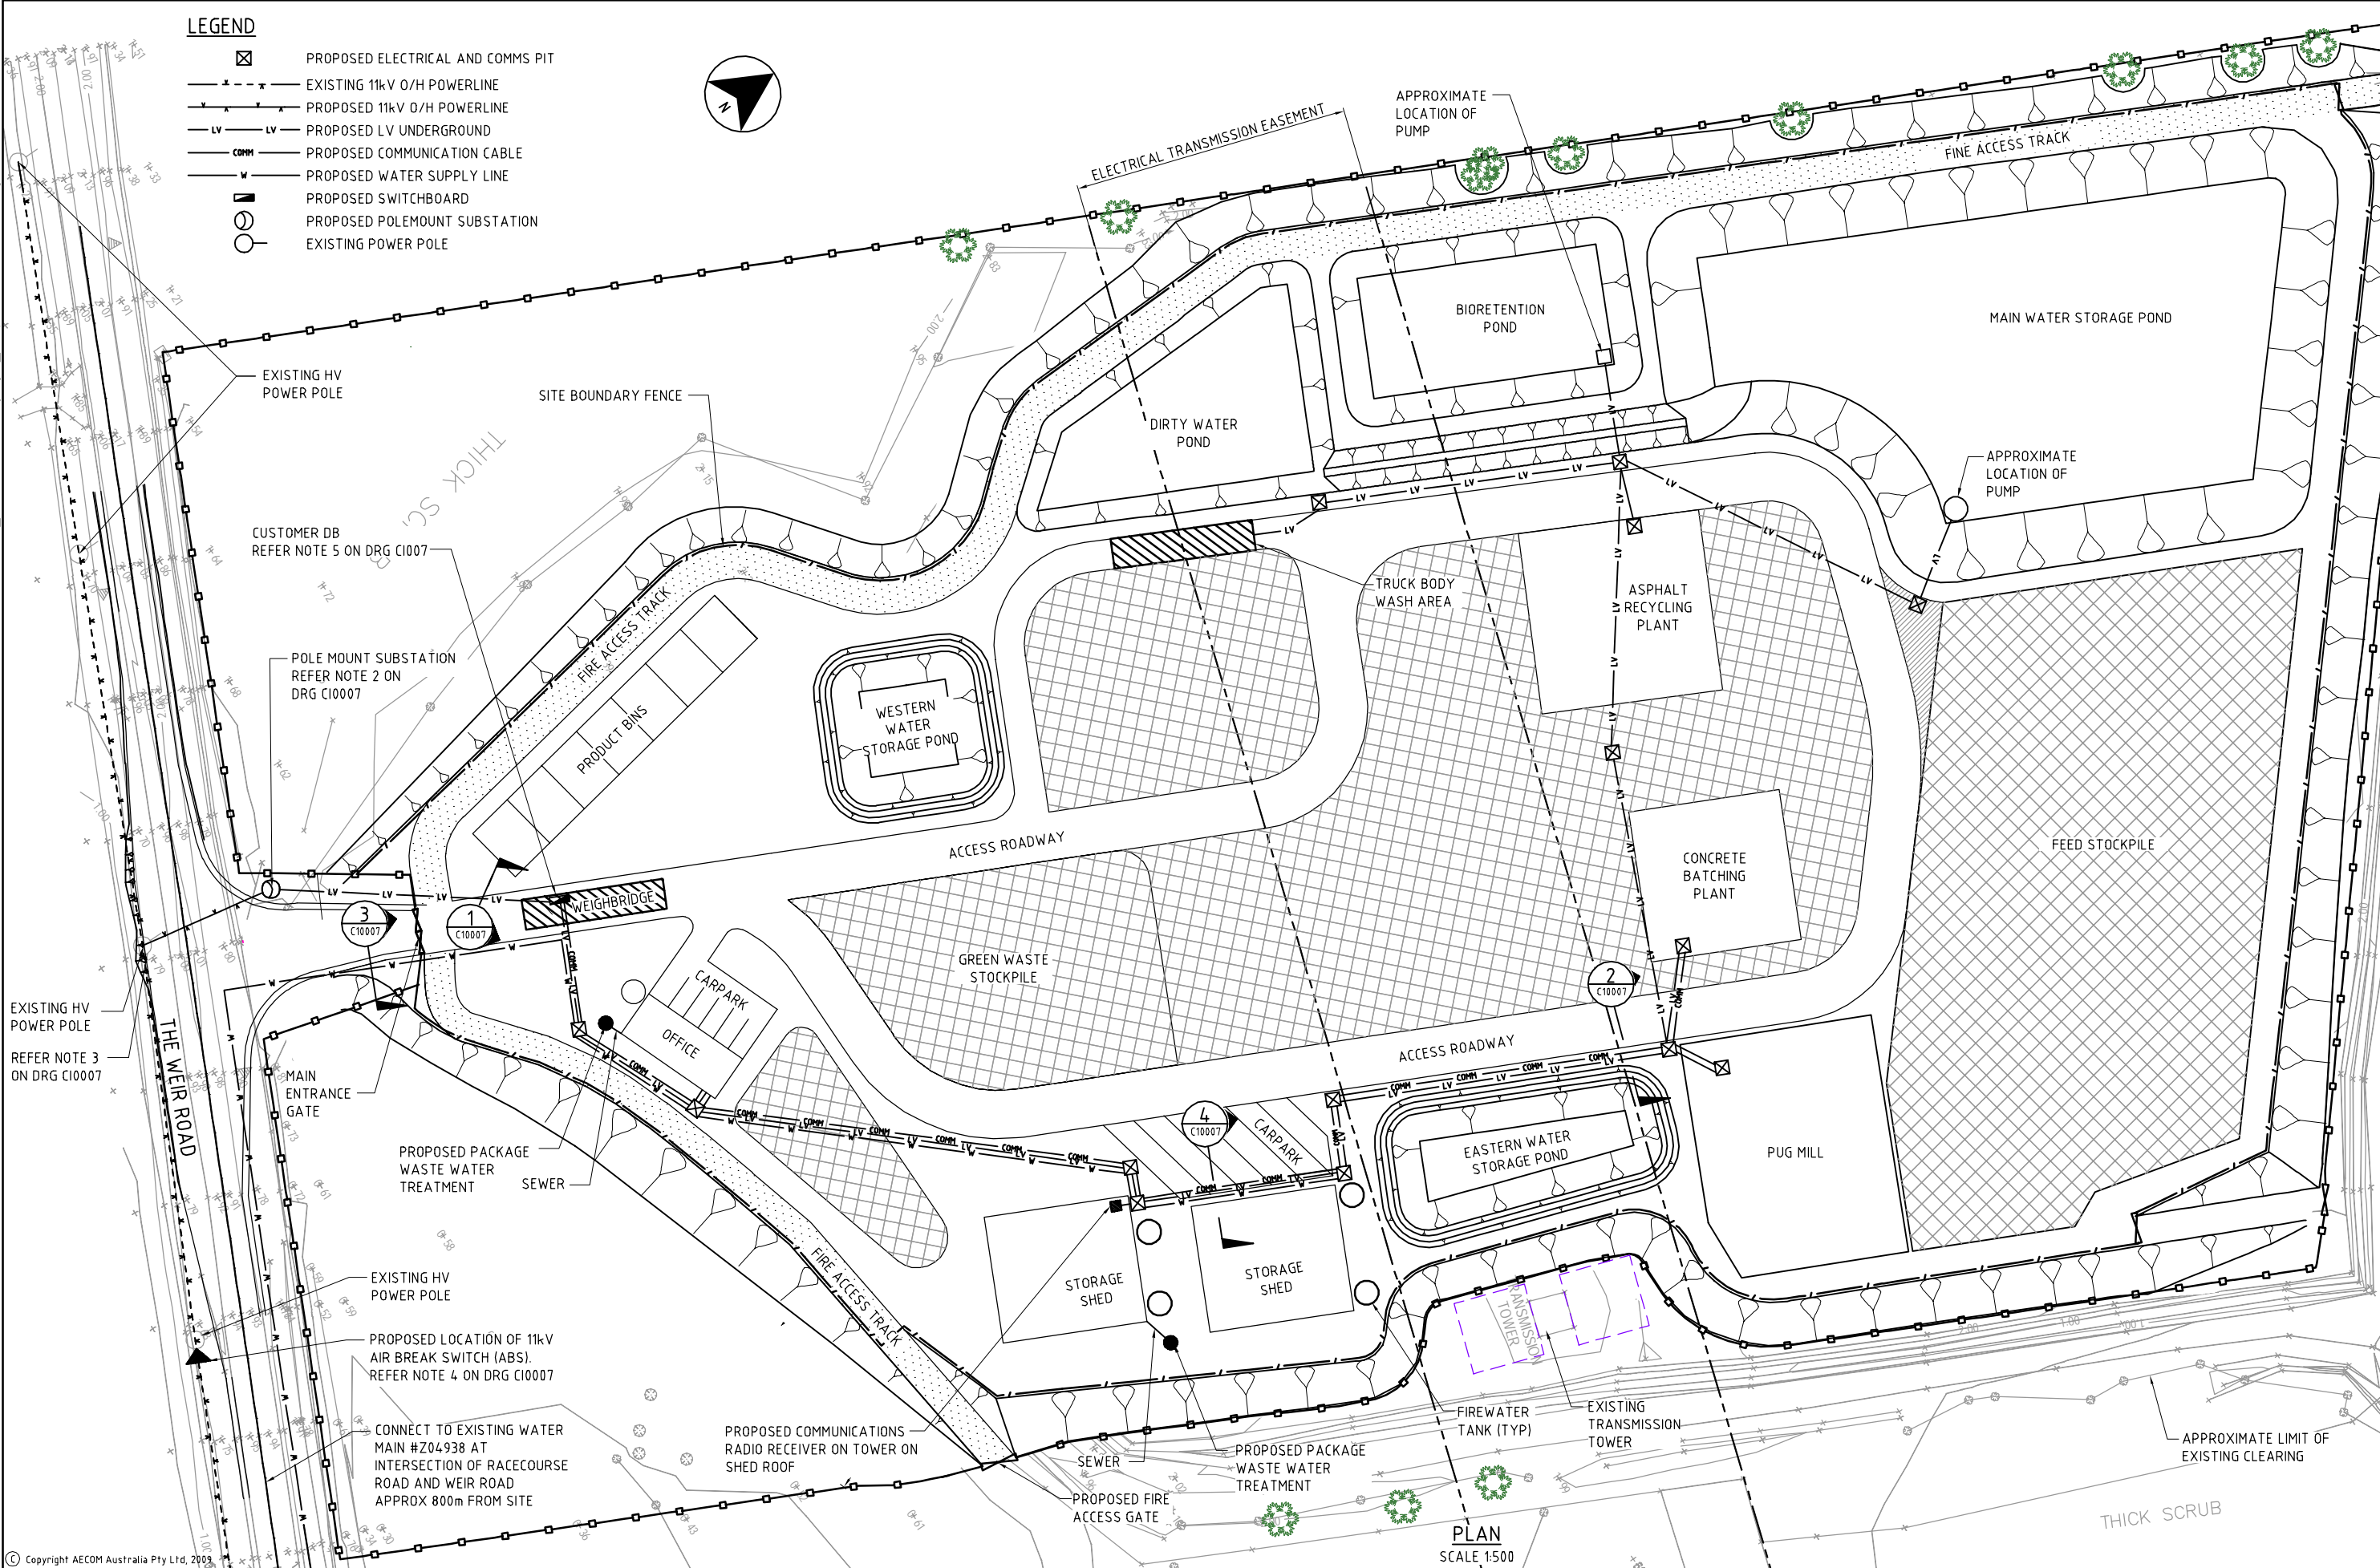 LEGEND
PROPOSED ELECTRICAL AND COMMS PIT
EXISTING 11kV O/H POWERLINE
PROPOSED 11kV O/H POWERLINE
LV LV PROPOSED LV UNDERGROUND
COMM PROPOSED COMMUNICATION CABLE
W PROPOSED WATER SUPPLY LINE
PROPOSED SWITCHBOARD
PROPOSED POLEMOUNT SUBSTATION
EXISTING POWER POLE
N
ELECTRICAL TRANSMISSION EASEMENT
APPROXIMATE
LOCATION OF
PUMP
FINE ACCESS TRACK
BIORETENTION
POND
MAIN WATER STORAGE POND
EXISTING HV
POWER POLE
SITE BOUNDARY FENCE
DIRTY WATER
POND
THICK
APPROXIMATE
LOCATION OF
PUMP
CUSTOMER DB
REFER NOTE 5 ON DRG C1007
TRUCK BODY
WASH AREA
ASPHALT
RECYCLING
PLANT
FIRE ACCESS TRACK
POLE MOUNT SUBSTATION
REFER NOTE 2 ON
DRG C10007
PRODUCT BINS
WESTERN
WATER
STORAGE POND
ACCESS ROADWAY
CONCRETE
BATCHING
PLANT
FEED STOCKPILE
WEIGHBRIDGE
3
C10007
1
C10007
GREEN WASTE
STOCKPILE
2
C10007
CARPARK
OFFICE
EXISTING HV
POWER POLE
REFER NOTE 3
ON DRG C10007
THE WEIR ROAD
MAIN
ENTRANCE
GATE
ACCESS ROADWAY
4
C10007
CARPARK
EASTERN WATER
STORAGE POND
PUG MILL
PROPOSED PACKAGE
WASTE WATER
TREATMENT
SEWER
FIRE ACCESS TRACK
STORAGE
SHED
STORAGE
SHED
TRANSMISSION
TOWER
EXISTING HV
POWER POLE
PROPOSED LOCATION OF 11kV
AIR BREAK SWITCH (ABS).
REFER NOTE 4 ON DRG C10007
CONNECT TO EXISTING WATER
MAIN #Z04938 AT
INTERSECTION OF RACECOURSE
ROAD AND WEIR ROAD
APPROX 800m FROM SITE
PROPOSED COMMUNICATIONS
RADIO RECEIVER ON TOWER ON
SHED ROOF
SEWER
PROPOSED PACKAGE
WASTE WATER
TREATMENT
FIREWATER
TANK (TYP)
EXISTING
TRANSMISSION
TOWER
APPROXIMATE LIMIT OF
EXISTING CLEARING
PROPOSED FIRE
ACCESS GATE
THICK SCRUB
PLAN
SCALE 1:500
© Copyright AECOM Australia Pty Ltd, 2009